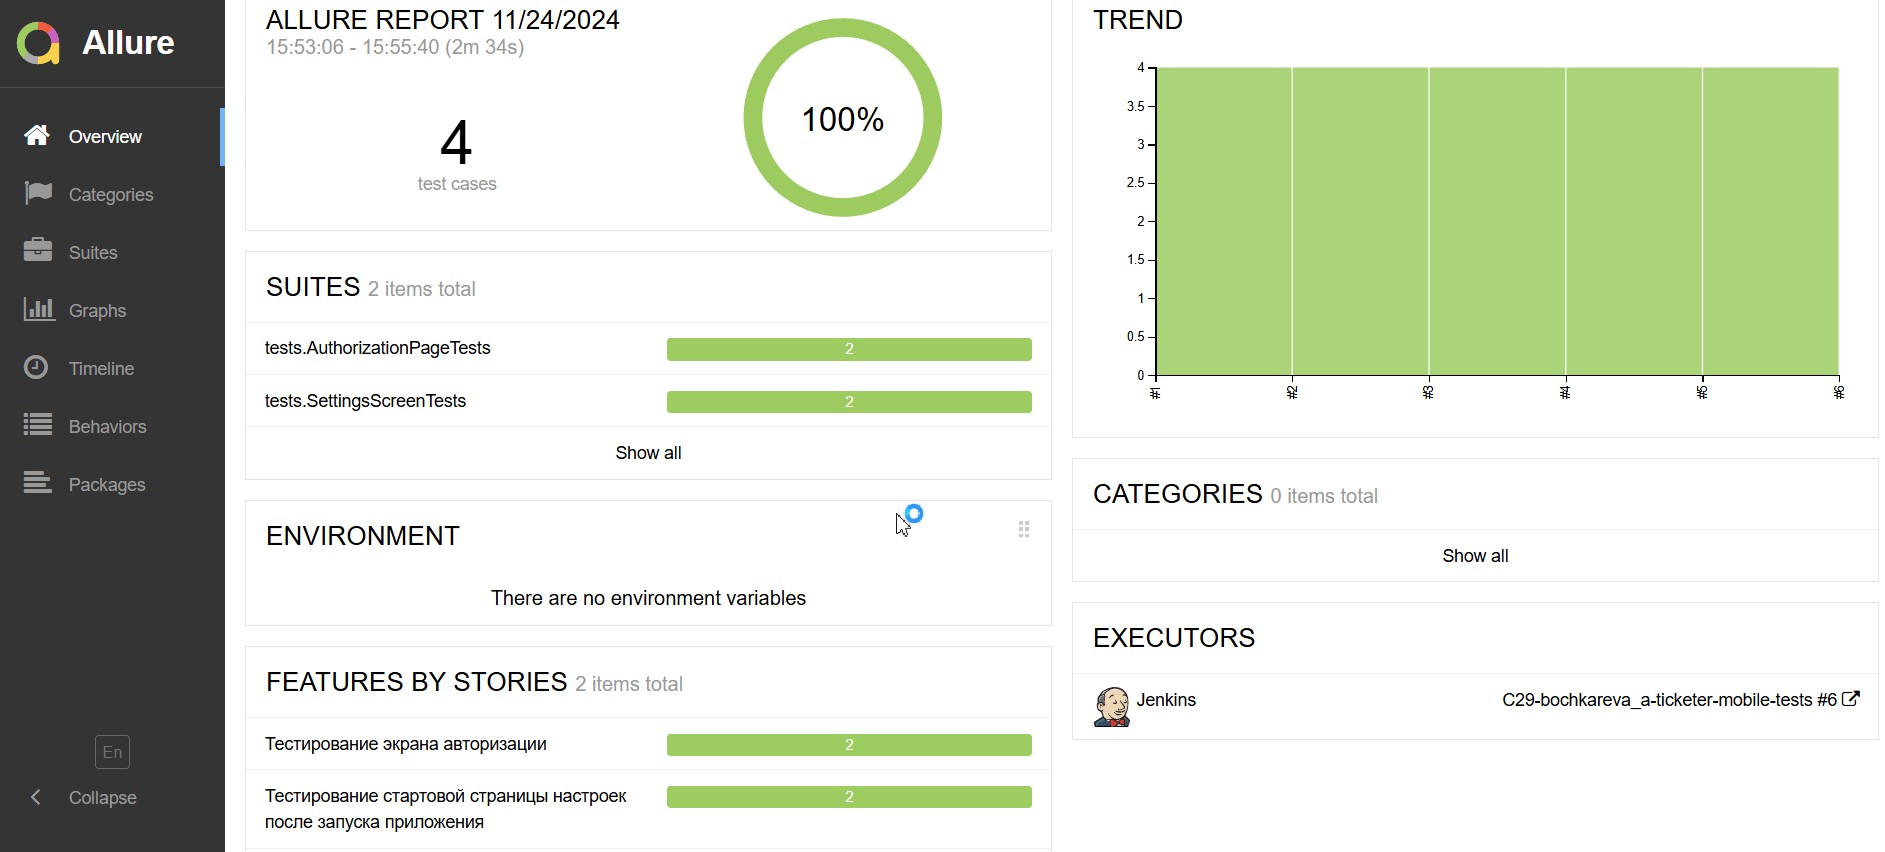 Allure
Overview
Categories
Suites
Graphs
Timeline
Behaviors
Packages
En
Collapse
ALLURE REPORT 11/24/2024
15:53:06 - 15:55:40 (2m 34s)
4
test cases
100%
SUITES 2 items total
tests.AuthorizationPageTests 2
tests.SettingsScreenTests 2
Show all
ENVIRONMENT
There are no environment variables
FEATURES BY STORIES 2 items total
Тестирование экрана авторизации 2
Тестирование стартовой страницы настроек 2
после запуска приложения
TREND
4
3.5
3
2.5
2
1.5
1
0.5
0
#1 #2 #3 #4 #5 #6
CATEGORIES 0 items total
Show all
EXECUTORS
Jenkins C29-bochkareva_a-ticketer-mobile-tests #6